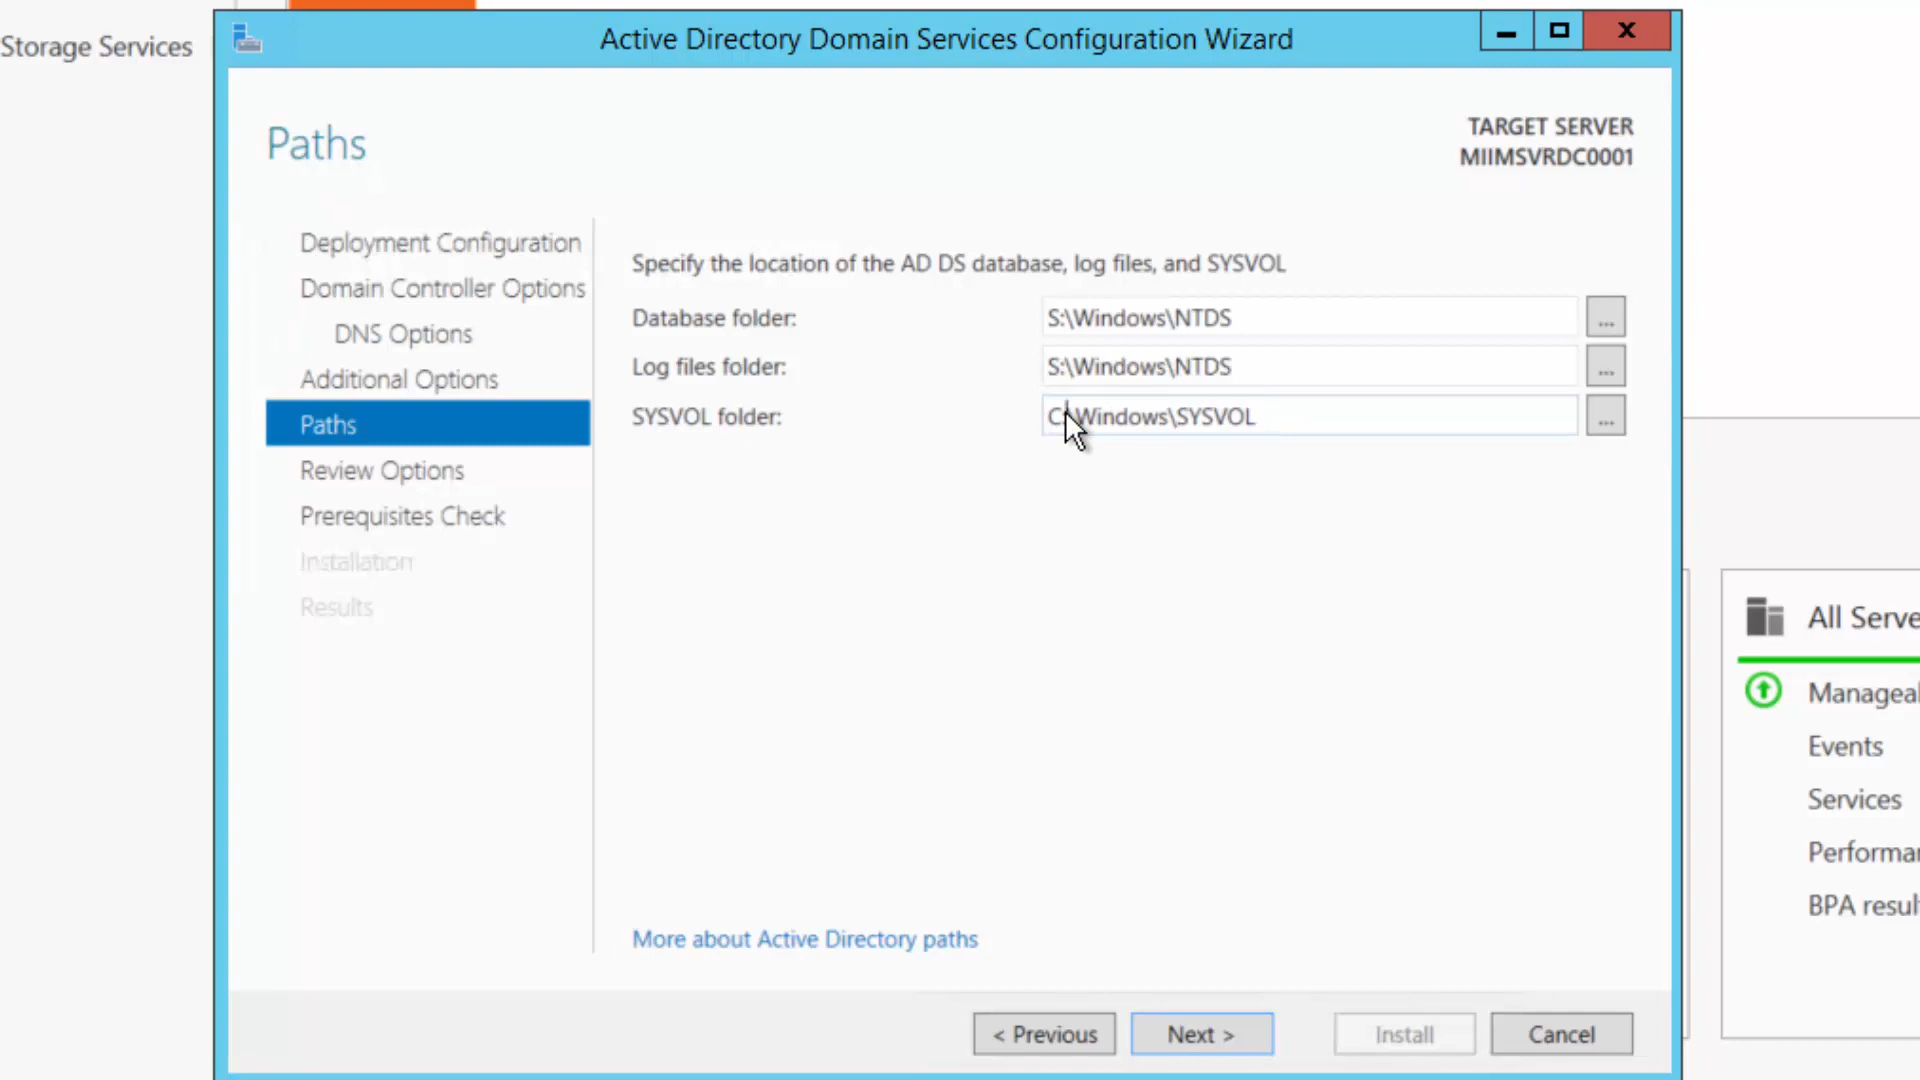 Storage Services
Active Directory Domain Services Configuration Wizard
Paths
TARGET SERVER
MIIMSVRDC0001
Deployment Configuration
Domain Controller Options
DNS Options
Additional Options
Paths
Review Options
Prerequisites Check
Installation
Results
Specify the location of the AD DS database, log files, and SYSVOL
Database folder:
S:\Windows\NTDS
...
Log files folder:
S:\Windows\NTDS
...
SYSVOL folder:
C:\Windows\SYSVOL
...
More about Active Directory paths
< Previous
Next >
Install
Cancel
All Serve
Manageal
Events
Services
Performar
BPA resul